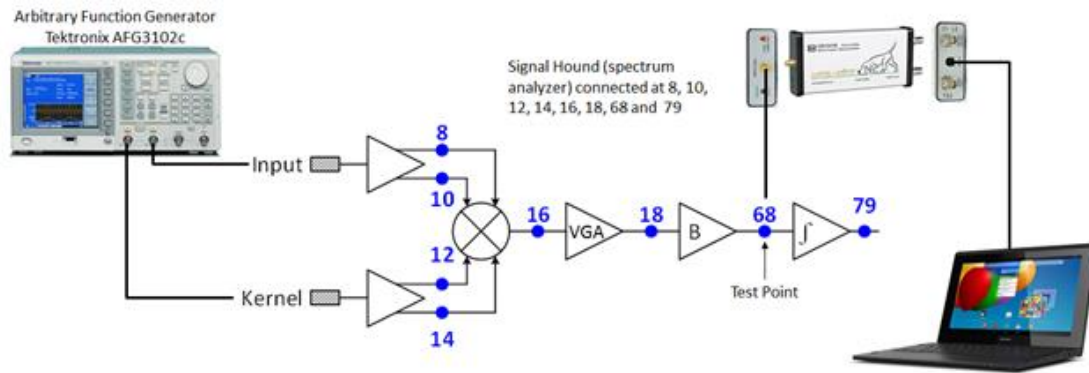 Arbitrary Function Generator
Tektronix AFG3102c
Signal Hound (spectrum
analyzer) connected at 8, 10,
12, 14, 16, 18, 68 and 79
8
Input
10
16
18
68
79
VGA
B
∫
12
Test Point
Kernel
14